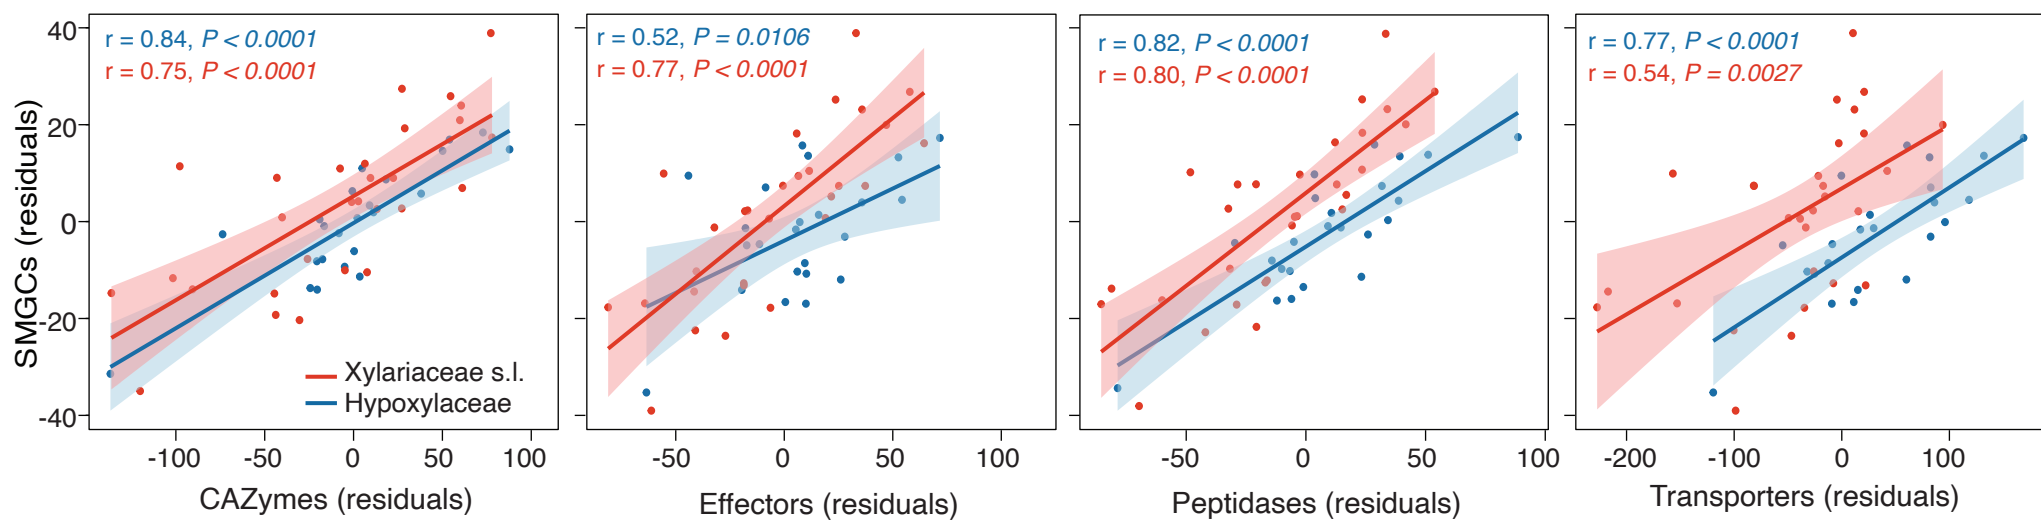 SMGCs (residuals)
40
20
0
-20
-40
r = 0.84, P < 0.0001
r = 0.75, P < 0.0001
Xylariaceae s.l.
Hypoxylaceae
-100
-50
0
50
100
CAZymes (residuals)
r = 0.52, P = 0.0106
r = 0.77, P < 0.0001
-50
0
50
100
Effectors (residuals)
r = 0.82, P < 0.0001
r = 0.80, P < 0.0001
-50
0
50
100
Peptidases (residuals)
r = 0.77, P < 0.0001
r = 0.54, P = 0.0027
-200
-100
0
100
Transporters (residuals)